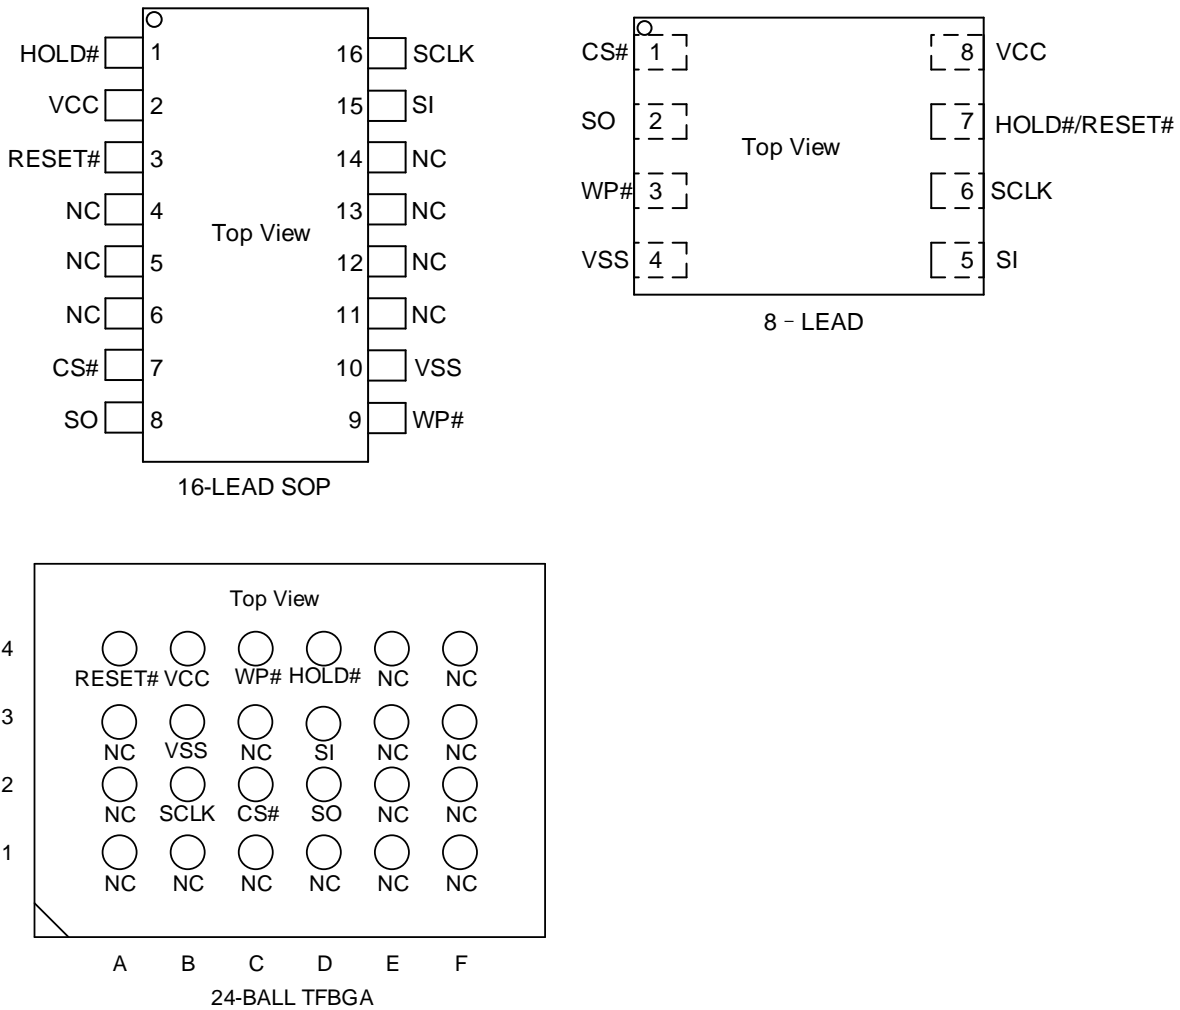 HOLD# 1 16 SCLK
VCC 2 15 SI
RESET# 3 14 NC
NC 4 13 NC
Top View
NC 5 12 NC
NC 6 11 NC
CS# 7 10 VSS
SO 8 9 WP#
16-LEAD SOP
CS# 1 8 VCC
SO 2 7 HOLD#/RESET#
Top View
WP# 3 6 SCLK
VSS 4 5 SI
8 - LEAD
Top View
4
RESET# VCC WP# HOLD# NC NC
3
NC VSS NC SI NC NC
2
NC SCLK CS# SO NC NC
1
NC NC NC NC NC NC
A B C D E F
24-BALL TFBGA